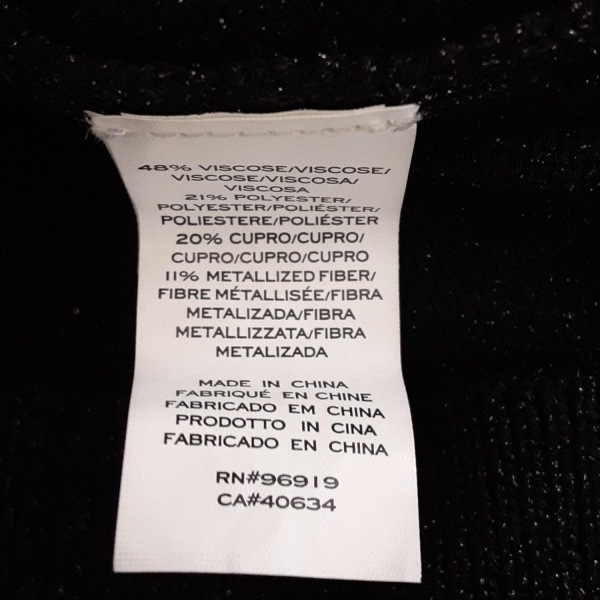 48% VISCOSE/VISCOSE/
VISCOSE/VISCOSA/
VISCOSA
21% POLYESTER/
POLYESTER/POLIÉSTER/
POLIESTERE/POLIÉSTER
20% CUPRO/CUPRO/
CUPRO/CUPRO/CUPRO
11% METALLIZED FIBER/
FIBRE MÉTALLISÉE/FIBRA
METALIZADA/FIBRA
METALLIZZATA/FIBRA
METALIZADA
MADE IN CHINA
FABRIQUÉ EN CHINE
FABRICADO EM CHINA
PRODOTTO IN CINA
FABRICADO EN CHINA
RN#96919
CA#40634